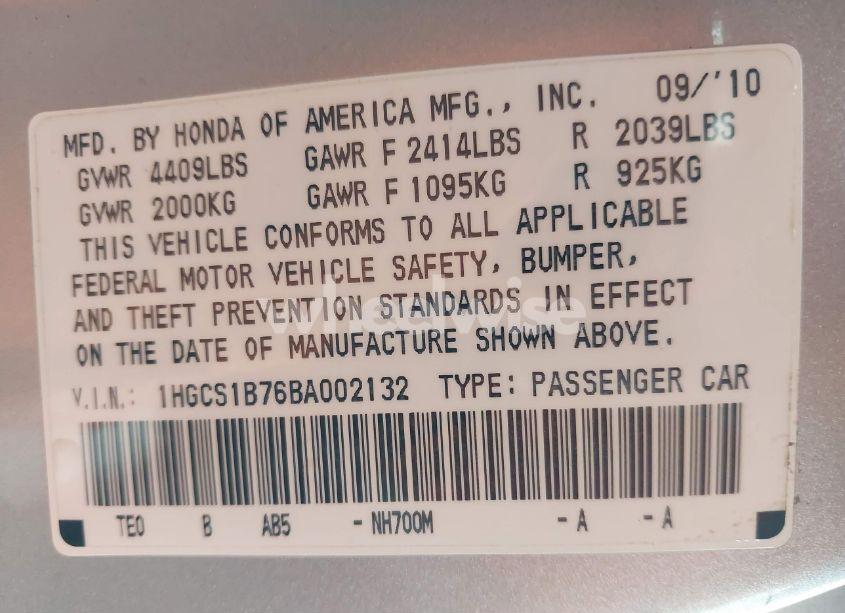 MFD. BY HONDA OF AMERICA MFG., INC. 09/'10
GVWR 4409LBS GAWR F 2414LBS R 2039LBS
GVWR 2000KG GAWR F 1095KG R 925KG
THIS VEHICLE CONFORMS TO ALL APPLICABLE
FEDERAL MOTOR VEHICLE SAFETY, BUMPER,
AND THEFT PREVENTION STANDARDS IN EFFECT
ON THE DATE OF MANUFACTURE SHOWN ABOVE.
V.I.N.: 1HGCS1B76BA002132 TYPE: PASSENGER CAR
TE0 B AB5 - NH700M - A - A
wheelwise